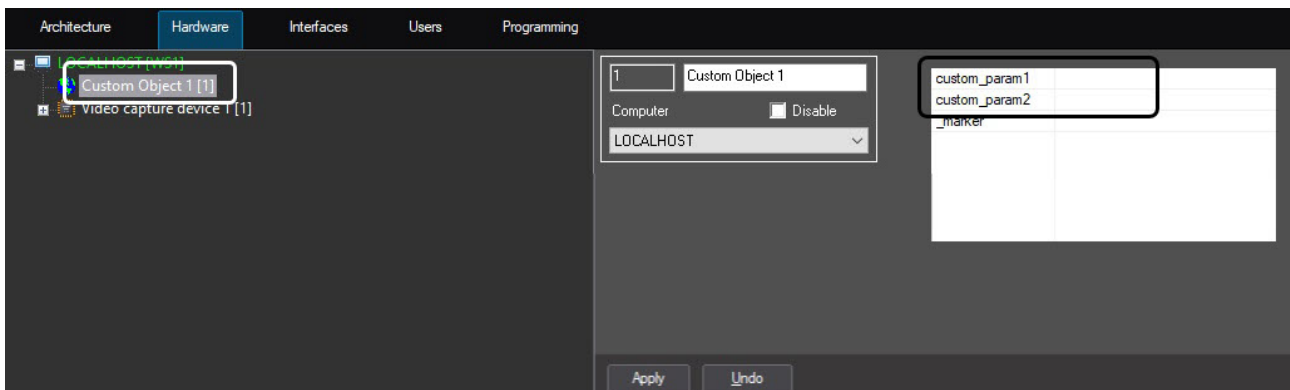 Architecture Hardware Interfaces Users Programming
LOCALHOST [WS1]
Custom Object 1 [1]
Video capture device 1 [1]
1 Custom Object 1
Computer Disable
LOCALHOST
custom_param1
custom_param2
_marker
Apply Undo